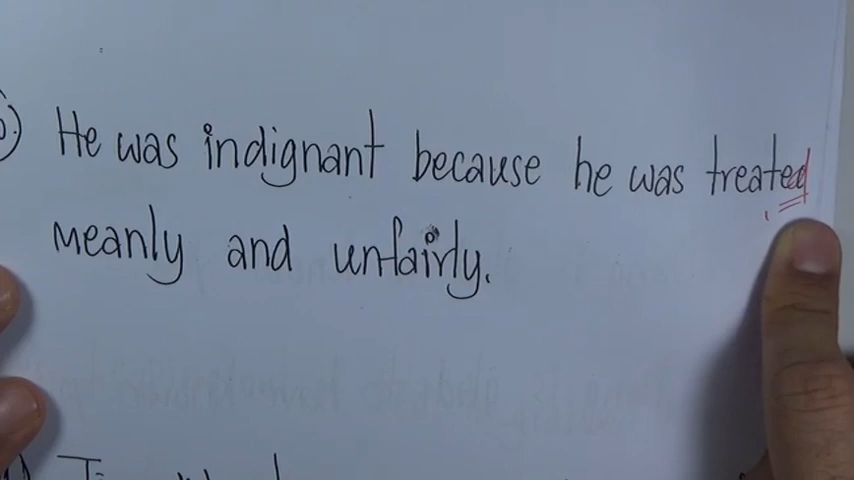 He was indignant because he was treated
meanly and unfairly.